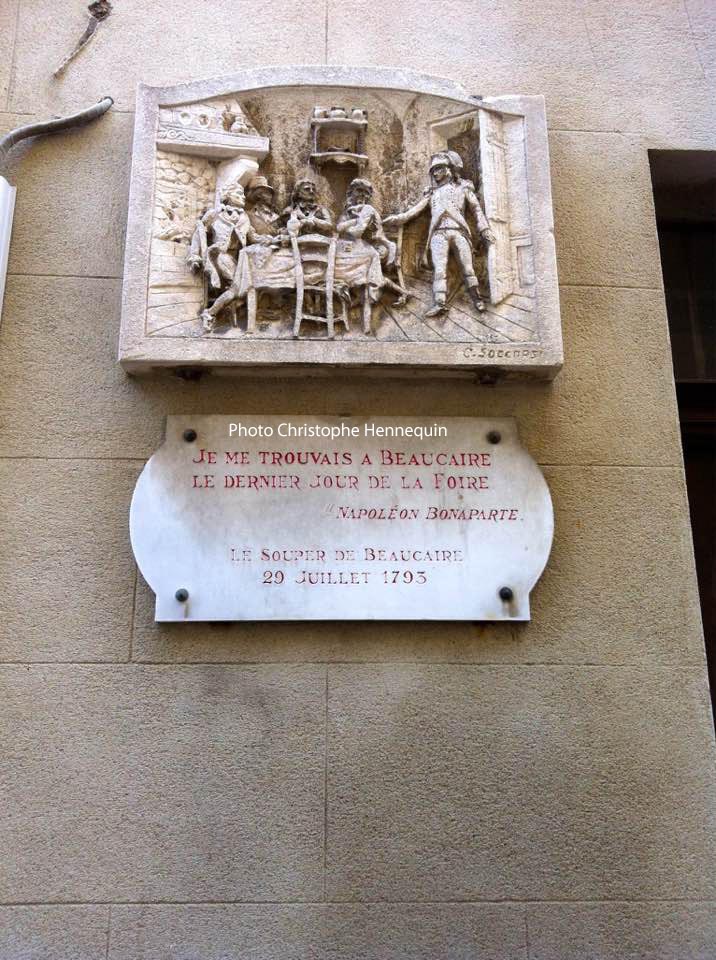 C. Soccorsi
Photo Christophe Hennequin
Je me trouvais a Beaucaire
le dernier jour de la Foire
"Napoléon Bonaparte.
Le Souper de Beaucaire
29 Juillet 1793